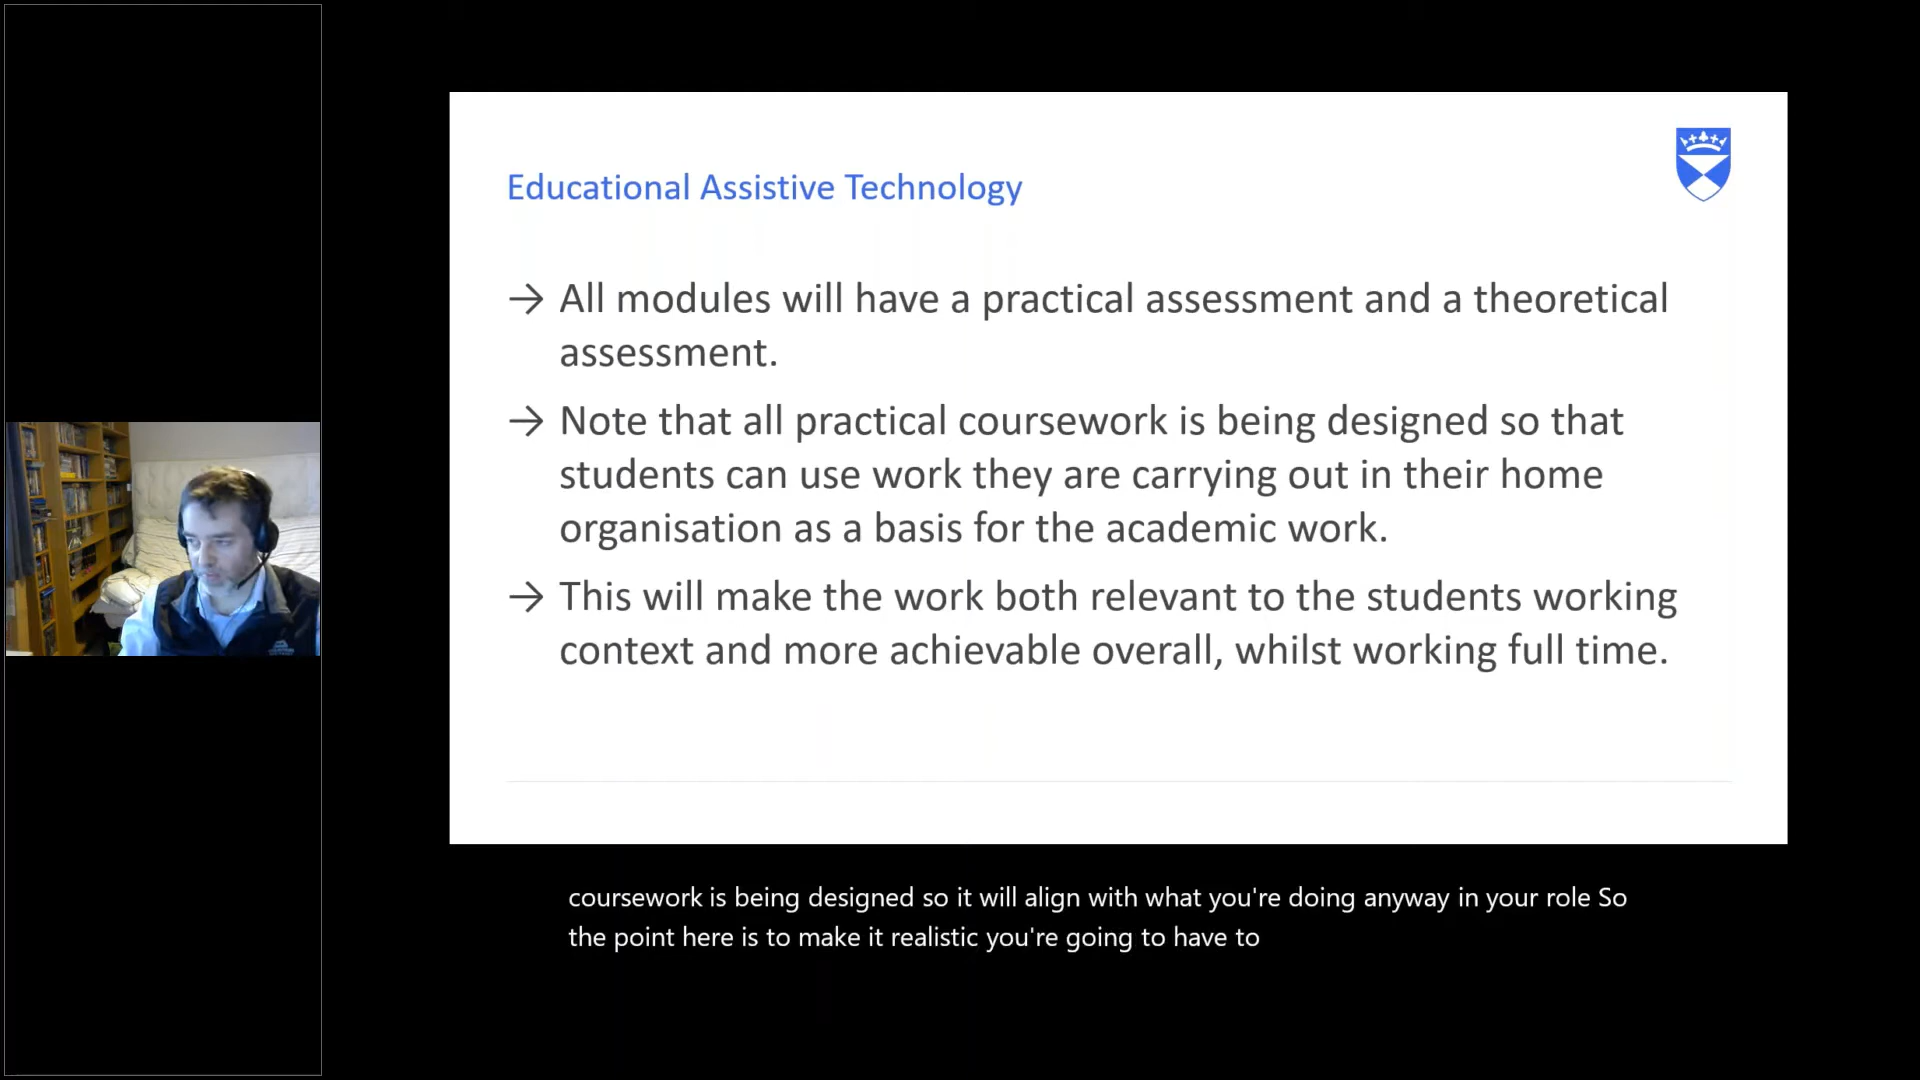 Educational Assistive Technology
→ All modules will have a practical assessment and a theoretical
assessment.
→ Note that all practical coursework is being designed so that
students can use work they are carrying out in their home
organisation as a basis for the academic work.
→ This will make the work both relevant to the students working
context and more achievable overall, whilst working full time.
coursework is being designed so it will align with what you're doing anyway in your role So
the point here is to make it realistic you're going to have to